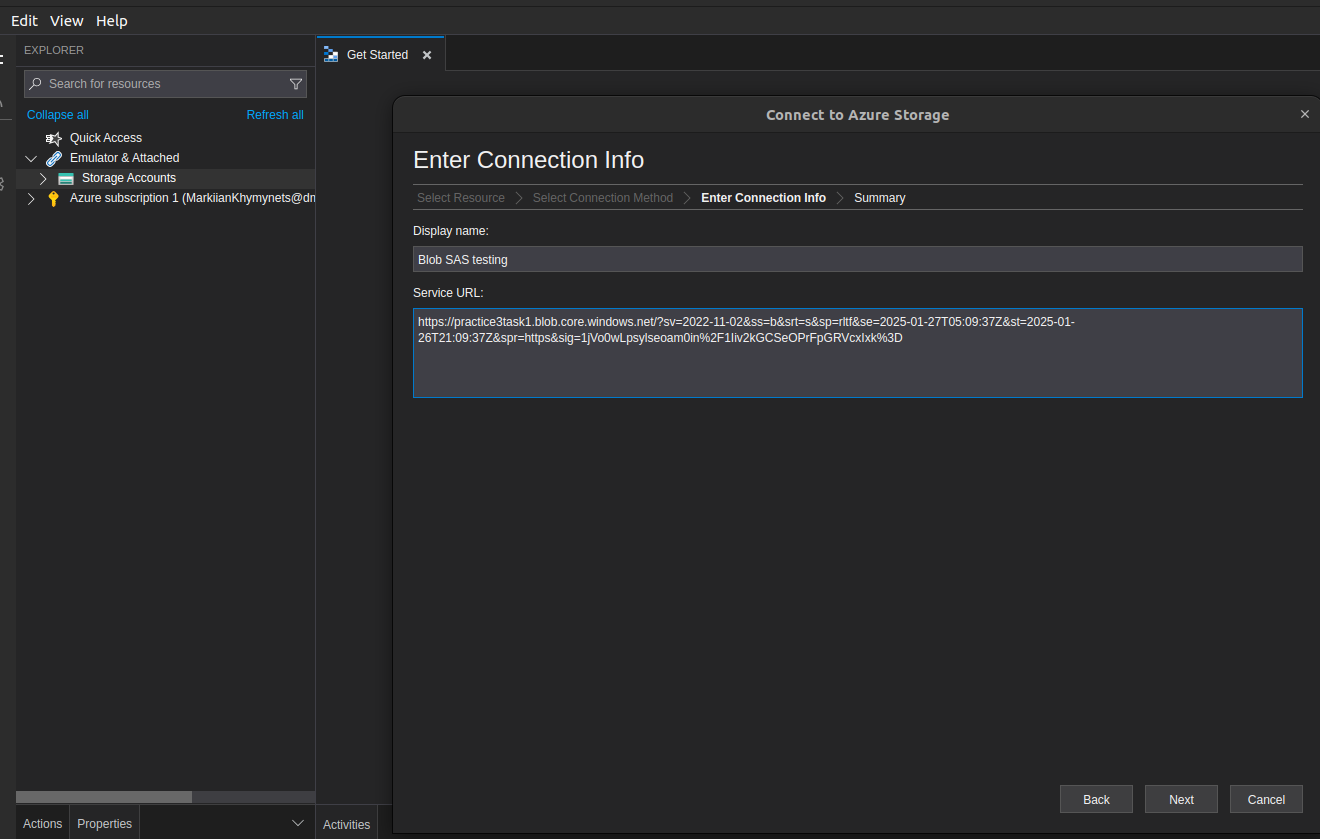 Edit View Help
EXPLORER
Search for resources
Collapse all Refresh all
Quick Access
Emulator & Attached
Storage Accounts
Azure subscription 1 (MarkiianKhymynets@dm
Actions Properties
Get Started
Connect to Azure Storage
Enter Connection Info
Select Resource Select Connection Method Enter Connection Info Summary
Display name:
Blob SAS testing
Service URL:
https://practice3task1.blob.core.windows.net/?sv=2022-11-02&ss=b&srt=s&sp=rltf&se=2025-01-27T05:09:37Z&st=2025-01-
26T21:09:37Z&spr=https&sig=1jVo0wLpsylseoam0in%2F1Iiv2kGCSeOPrFpGRVcxIxk%3D
Back Next Cancel
Activities